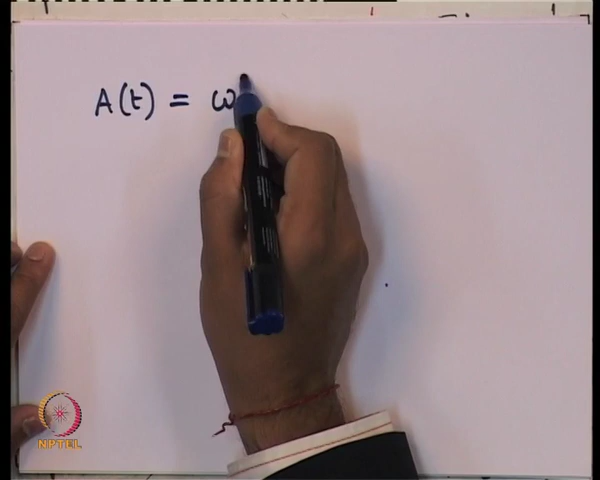 A(t) = ω
NPTEL